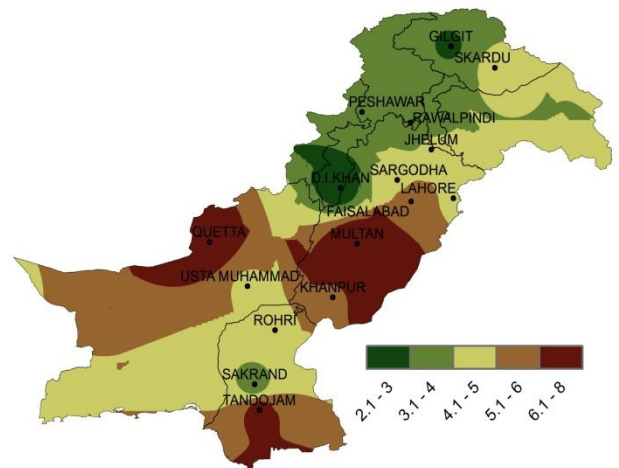 GILGIT
SKARDU
PESHAWAR
RAWALPINDI
JHELUM
D.I.KHAN
SARGODHA
LAHORE
FAISALABAD
QUETTA
MULTAN
USTA MUHAMMAD
KHANPUR
ROHRI
SAKRAND
TANDOJAM
2.1 - 3
3.1 - 4
4.1 - 5
5.1 - 6
6.1 - 8